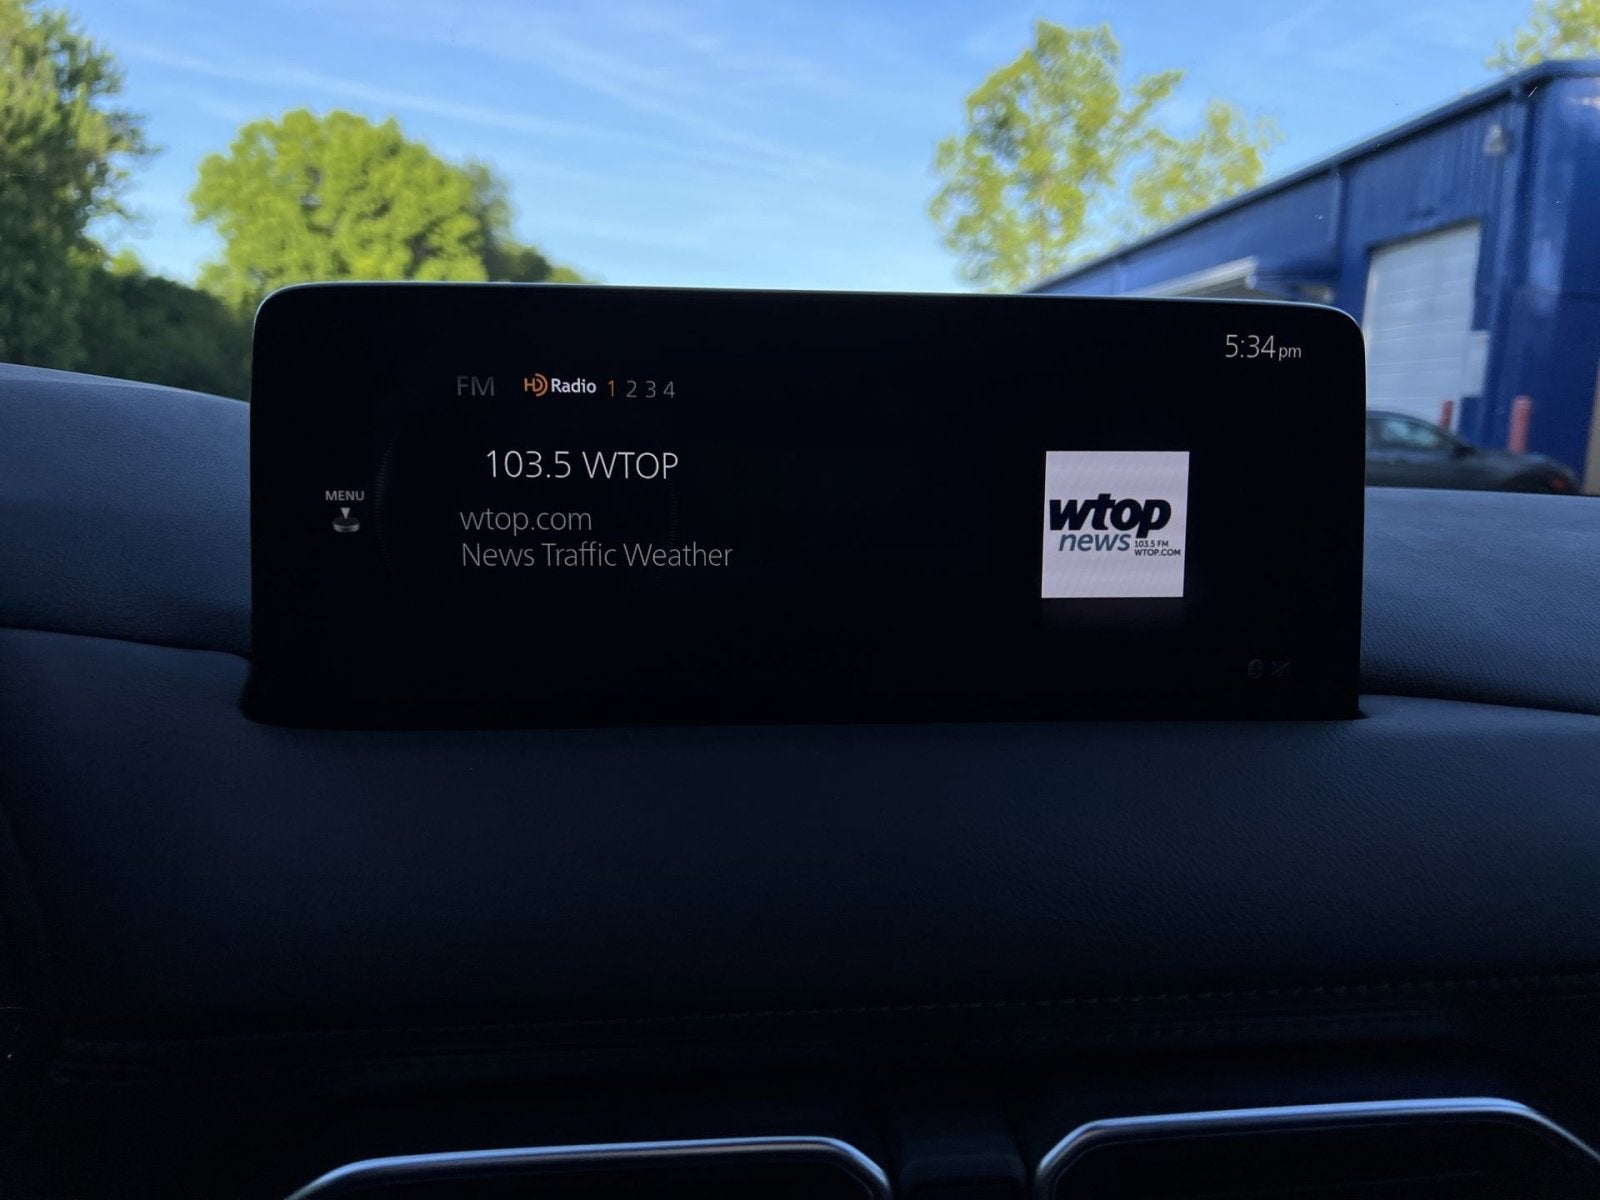 5:34pm
FM HD Radio 1 2 3 4
103.5 WTOP
MENU
wtop.com
News Traffic Weather
wtop
news 103.5 FM
WTOP.COM